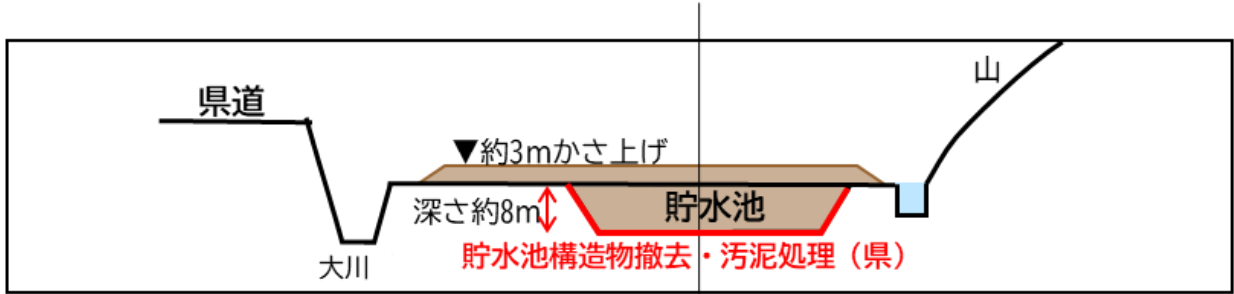 山
県道
▼約3mかさ上げ
深さ約8m
貯水池
貯水池構造物撤去・汚泥処理（県）
大川